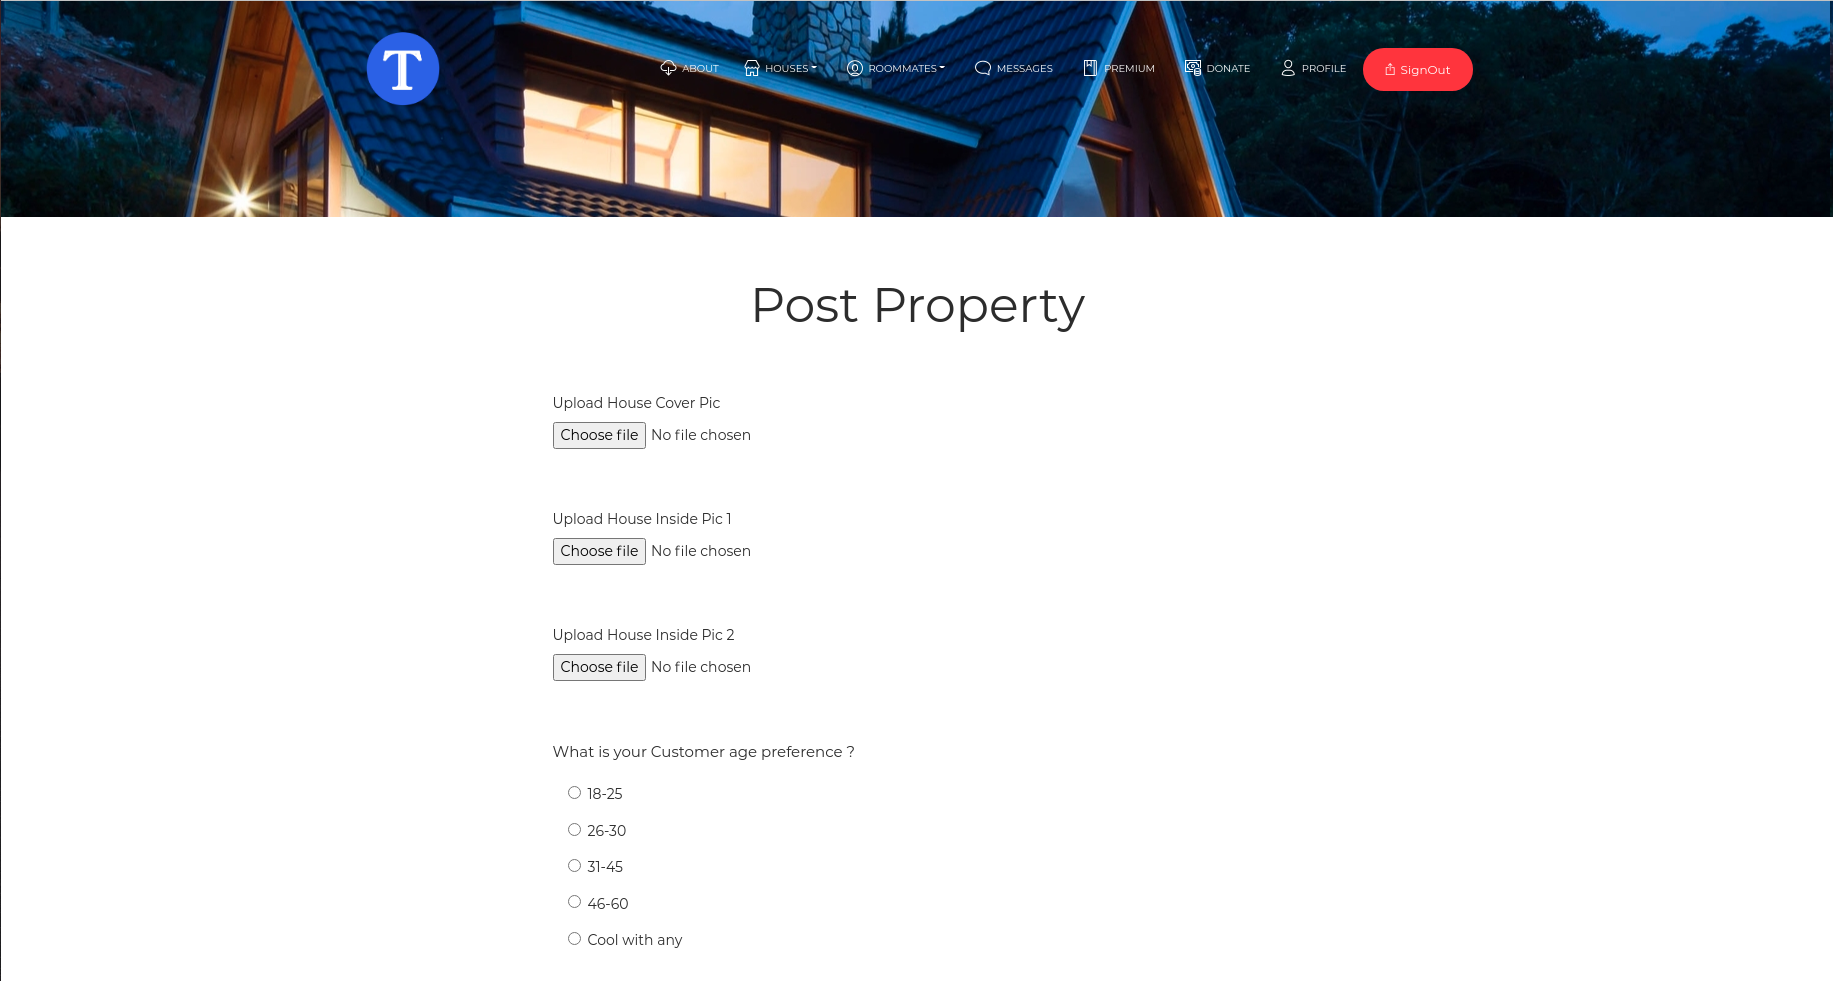 T
ABOUT HOUSES ROOMMATES MESSAGES PREMIUM DONATE PROFILE SignOut
Post Property
Upload House Cover Pic
Choose file No file chosen
Upload House Inside Pic 1
Choose file No file chosen
Upload House Inside Pic 2
Choose file No file chosen
What is your Customer age preference ?
18-25
26-30
31-45
46-60
Cool with any